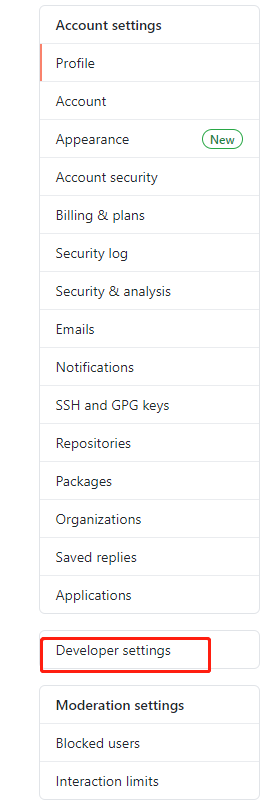 Account settings
Profile
Account
Appearance New
Account security
Billing & plans
Security log
Security & analysis
Emails
Notifications
SSH and GPG keys
Repositories
Packages
Organizations
Saved replies
Applications
Developer settings
Moderation settings
Blocked users
Interaction limits